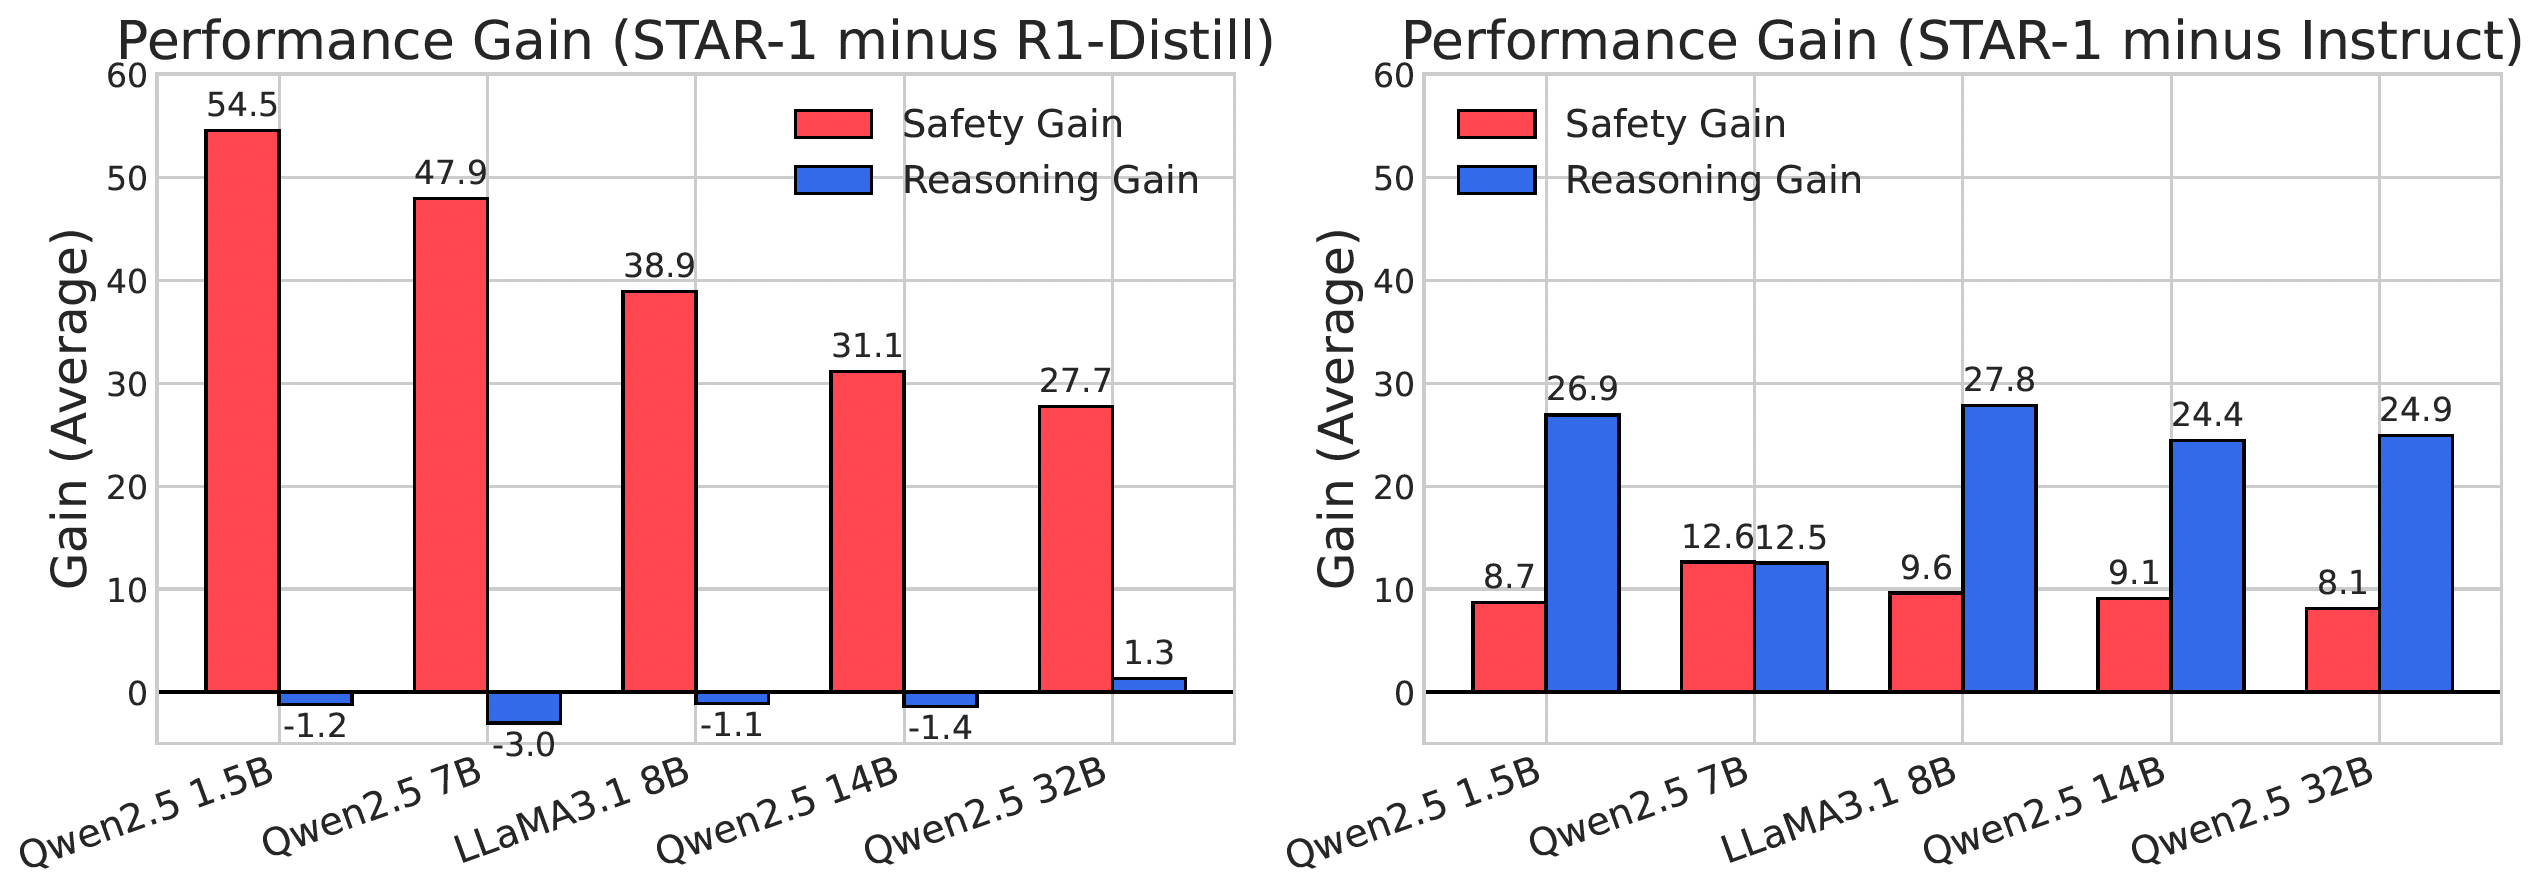 Performance Gain (STAR-1 minus R1-Distill)
60
50
40
30
20
10
0
Gain (Average)
Safety Gain
Reasoning Gain
54.5
47.9
38.9
31.1
27.7
-1.2
-3.0
-1.1
-1.4
1.3
Qwen2.5 1.5B
Qwen2.5 7B
LLaMA3.1 8B
Qwen2.5 14B
Qwen2.5 32B
Performance Gain (STAR-1 minus Instruct)
60
50
40
30
20
10
0
Gain (Average)
Safety Gain
Reasoning Gain
8.7
26.9
12.6
12.5
9.6
27.8
9.1
24.4
8.1
24.9
Qwen2.5 1.5B
Qwen2.5 7B
LLaMA3.1 8B
Qwen2.5 14B
Qwen2.5 32B